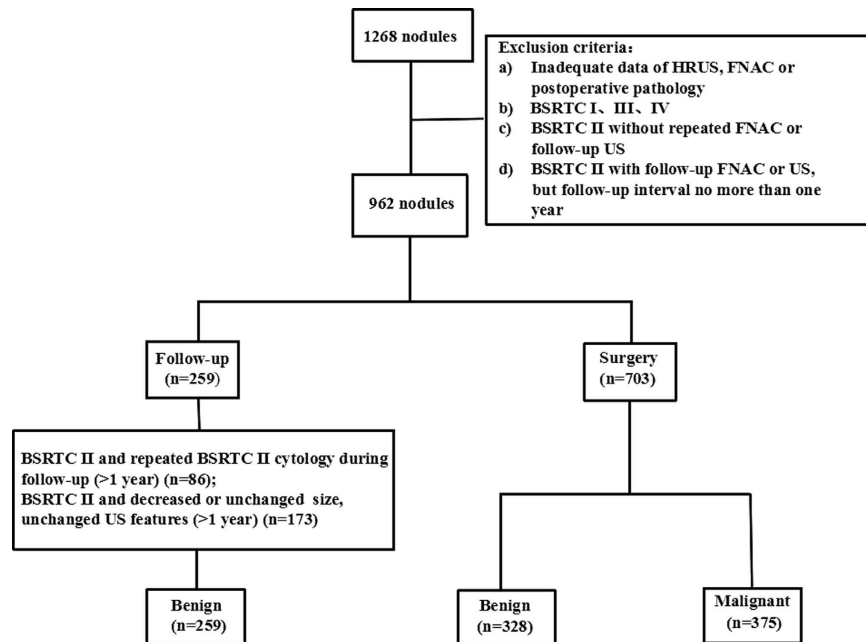 1268 nodules
Exclusion criteria：
a) Inadequate data of HRUS, FNAC or
postoperative pathology
b) BSRTC I、III、IV
c) BSRTC II without repeated FNAC or
follow-up US
d) BSRTC II with follow-up FNAC or US,
but follow-up interval no more than one
year
962 nodules
Follow-up
(n=259)
Surgery
(n=703)
BSRTC II and repeated BSRTC II cytology during
follow-up (>1 year) (n=86);
BSRTC II and decreased or unchanged size,
unchanged US features (>1 year) (n=173)
Benign
(n=259)
Benign
(n=328)
Malignant
(n=375)